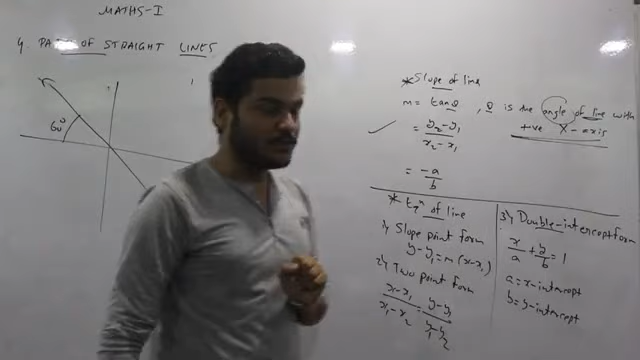 MATHS-I
4. PAIR OF STRAIGHT LINES
60°
* Slope of line
m = tanθ , θ is the angle of line with
+ve X-axis
= y₂-y₁ / x₂-x₁
= -a / b
* Eqⁿ of line
1) Slope point form
y-y₁ = m(x-x₁)
2) Two point form
x-x₁ / x₁-x₂ = y-y₁ / y₁-y₂
3) Double-intercept form
x/a + y/b = 1
a = x-intercept
b = y-intercept